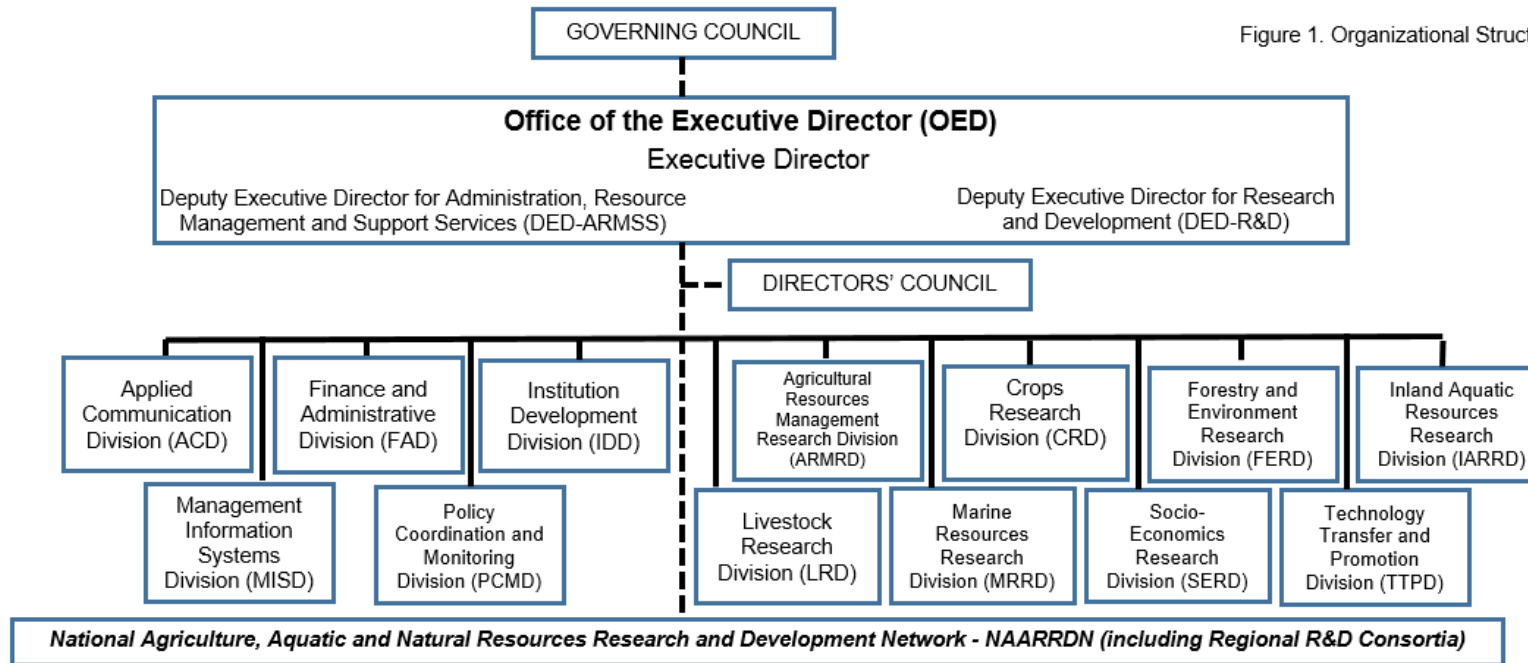 GOVERNING COUNCIL
Figure 1. Organizational Struct
Office of the Executive Director (OED)
Executive Director
Deputy Executive Director for Administration, Resource
Management and Support Services (DED-ARMSS)
Deputy Executive Director for Research
and Development (DED-R&D)
DIRECTORS’ COUNCIL
Applied
Communication
Division (ACD)
Finance and
Administrative
Division (FAD)
Institution
Development
Division (IDD)
Agricultural
Resources
Management
Research Division
(ARMRD)
Crops
Research
Division (CRD)
Forestry and
Environment
Research
Division (FERD)
Inland Aquatic
Resources
Research
Division (IARRD)
Management
Information
Systems
Division (MISD)
Policy
Coordination and
Monitoring
Division (PCMD)
Livestock
Research
Division (LRD)
Marine
Resources
Research
Division (MRRD)
Socio-
Economics
Research
Division (SERD)
Technology
Transfer and
Promotion
Division (TTPD)
National Agriculture, Aquatic and Natural Resources Research and Development Network - NAARRDN (including Regional R&D Consortia)